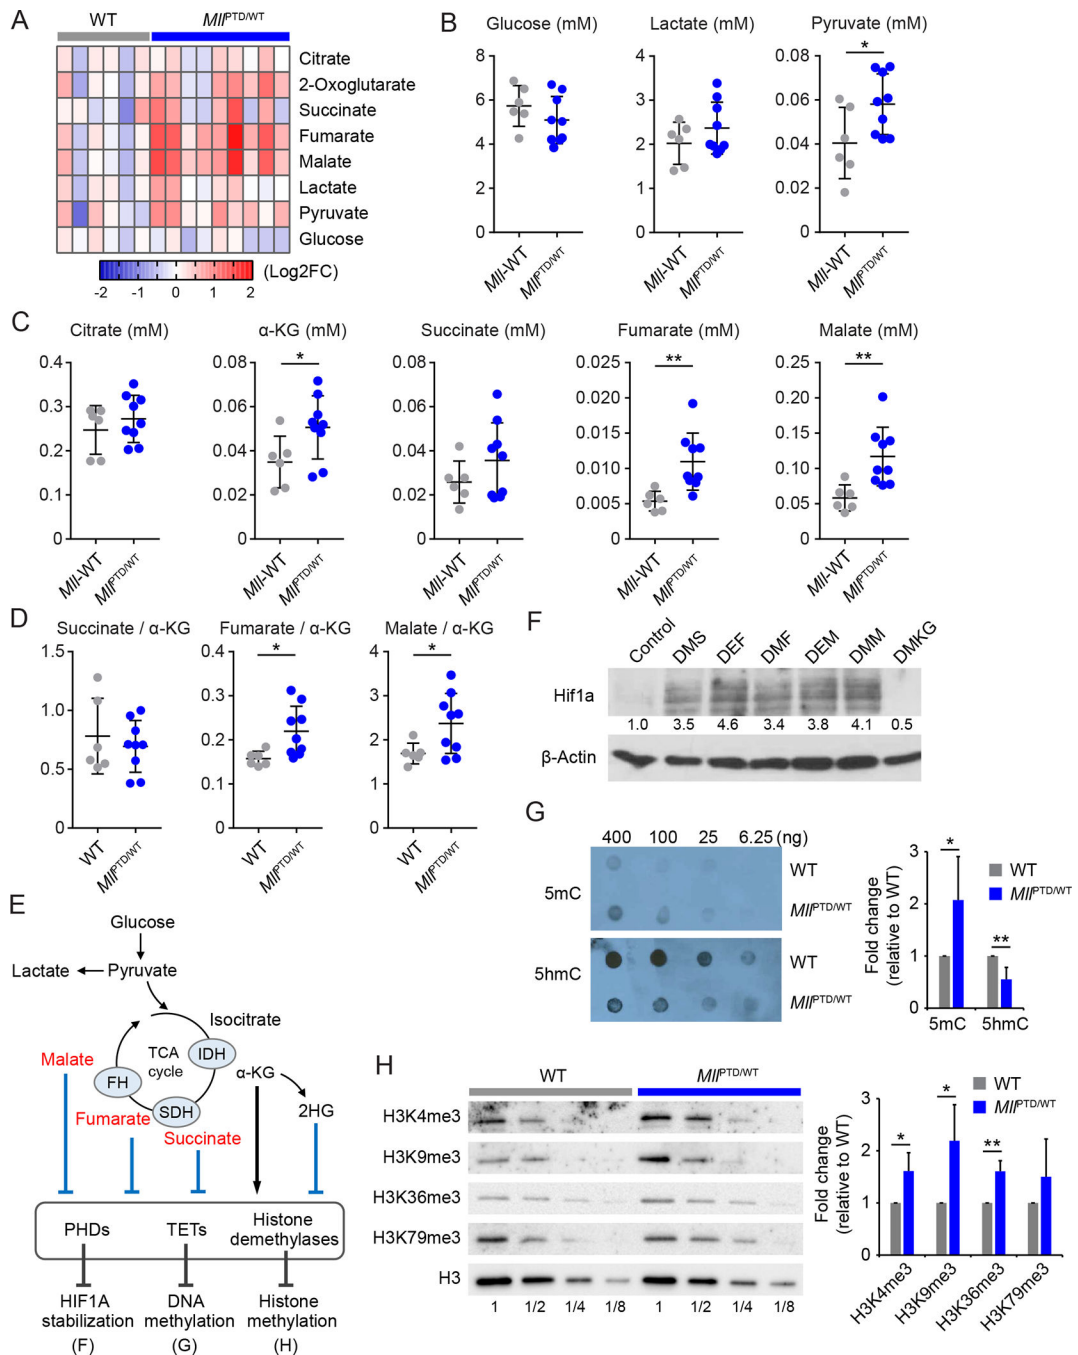 A
WT
Mll^PTD/WT
Citrate
2-Oxoglutarate
Succinate
Fumarate
Malate
Lactate
Pyruvate
Glucose
(Log2FC)
-2 -1 0 1 2
B
Glucose (mM)
8
6
4
2
0
Mll-WT
Mll^PTD/WT
Lactate (mM)
4
3
2
1
0
Mll-WT
Mll^PTD/WT
Pyruvate (mM)
*
0.08
0.06
0.04
0.02
0
Mll-WT
Mll^PTD/WT
C
Citrate (mM)
0.4
0.3
0.2
0.1
0
Mll-WT
Mll^PTD/WT
α-KG (mM)
*
0.08
0.06
0.04
0.02
0
Mll-WT
Mll^PTD/WT
Succinate (mM)
0.08
0.06
0.04
0.02
0
Mll-WT
Mll^PTD/WT
Fumarate (mM)
**
0.025
0.020
0.015
0.010
0.005
0
Mll-WT
Mll^PTD/WT
Malate (mM)
**
0.25
0.20
0.15
0.10
0.05
0
Mll-WT
Mll^PTD/WT
D
Succinate / α-KG
1.5
1.0
0.5
0
WT
Mll^PTD/WT
Fumarate / α-KG
*
0.4
0.3
0.2
0.1
0
WT
Mll^PTD/WT
Malate / α-KG
*
4
3
2
1
0
WT
Mll^PTD/WT
E
Glucose
Lactate
Pyruvate
Isocitrate
Malate
TCA
cycle
IDH
FH
SDH
α-KG
2HG
Fumarate
Succinate
PHDs
TETs
Histone
demethylases
HIF1A
stabilization
(F)
DNA
methylation
(G)
Histone
methylation
(H)
F
Control DMS DEF DMF DEM DMM DMKG
Hif1a
1.0 3.5 4.6 3.4 3.8 4.1 0.5
β-Actin
G
400 100 25 6.25 (ng)
5mC
WT
Mll^PTD/WT
5hmC
WT
Mll^PTD/WT
Fold change
(relative to WT)
3
2
1
0
*
**
WT
Mll^PTD/WT
5mC 5hmC
H
WT
Mll^PTD/WT
H3K4me3
H3K9me3
H3K36me3
H3K79me3
H3
1 1/2 1/4 1/8 1 1/2 1/4 1/8
Fold change
(relative to WT)
4
3
2
1
0
*
*
**
WT
Mll^PTD/WT
H3K4me3
H3K9me3
H3K36me3
H3K79me3